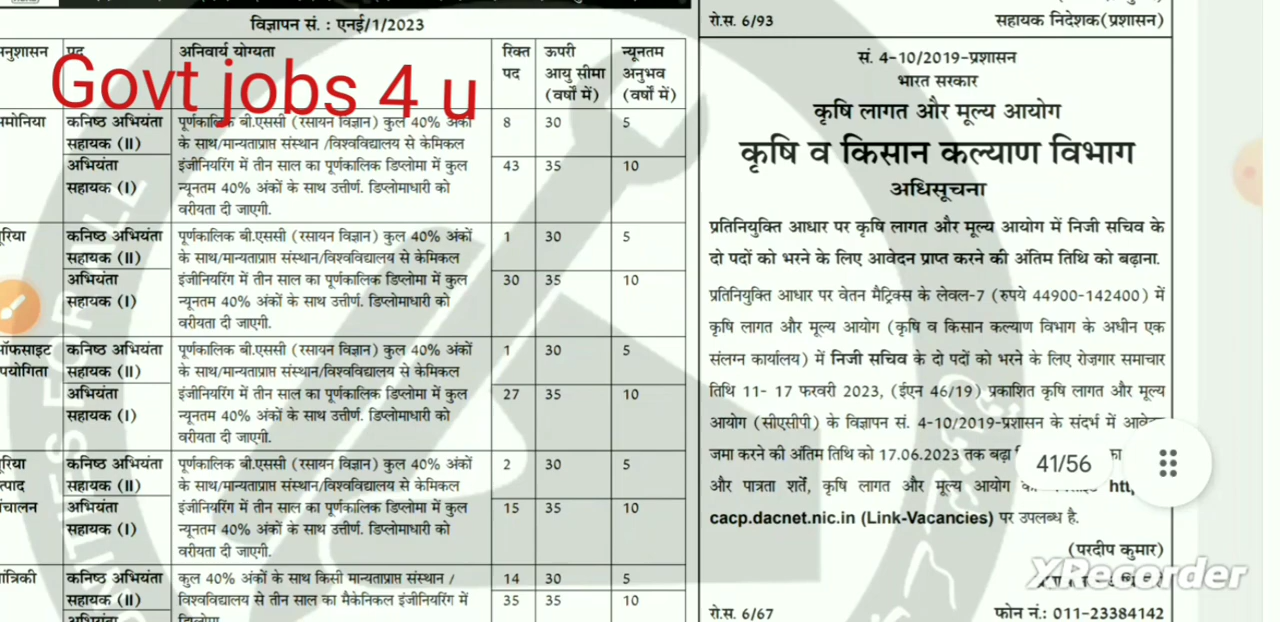 विज्ञापन सं. : एनई/1/2023
Govt jobs 4 u
नुशासन पद अनिवार्य योग्यता रिक्त पद ऊपरी आयु सीमा (वर्षों में) न्यूनतम अनुभव (वर्षों में)
मोनिया कनिष्ठ अभियंता पूर्णकालिक बी.एससी (रसायन विज्ञान) कुल 40% अंकों 8 30 5
सहायक (II) के साथ/मान्यताप्राप्त संस्थान /विश्वविद्यालय से केमिकल
अभियंता इंजीनियरिंग में तीन साल का पूर्णकालिक डिप्लोमा में कुल 43 35 10
सहायक (I) न्यूनतम 40% अंकों के साथ उत्तीर्ण. डिप्लोमाधारी को
वरीयता दी जाएगी.
रिया कनिष्ठ अभियंता पूर्णकालिक बी.एससी (रसायन विज्ञान) कुल 40% अंकों 1 30 5
सहायक (II) के साथ/मान्यताप्राप्त संस्थान/विश्वविद्यालय से केमिकल
अभियंता इंजीनियरिंग में तीन साल का पूर्णकालिक डिप्लोमा में कुल 30 35 10
सहायक (I) न्यूनतम 40% अंकों के साथ उत्तीर्ण. डिप्लोमाधारी को
वरीयता दी जाएगी.
ऑफसाइट कनिष्ठ अभियंता पूर्णकालिक बी.एससी (रसायन विज्ञान) कुल 40% अंकों 1 30 5
पयोगिता सहायक (II) के साथ/मान्यताप्राप्त संस्थान/विश्वविद्यालय से केमिकल
अभियंता इंजीनियरिंग में तीन साल का पूर्णकालिक डिप्लोमा में कुल 27 35 10
सहायक (I) न्यूनतम 40% अंकों के साथ उत्तीर्ण. डिप्लोमाधारी को
वरीयता दी जाएगी.
रिया कनिष्ठ अभियंता पूर्णकालिक बी.एससी (रसायन विज्ञान) कुल 40% अंकों 2 30 5
त्पाद सहायक (II) के साथ/मान्यताप्राप्त संस्थान/विश्वविद्यालय से केमिकल
चालन अभियंता इंजीनियरिंग में तीन साल का पूर्णकालिक डिप्लोमा में कुल 15 35 10
सहायक (I) न्यूनतम 40% अंकों के साथ उत्तीर्ण. डिप्लोमाधारी को
वरीयता दी जाएगी.
ांत्रिकी कनिष्ठ अभियंता कुल 40% अंकों के साथ किसी मान्यताप्राप्त संस्थान / 14 30 5
सहायक (II) विश्वविद्यालय से तीन साल का मैकेनिकल इंजीनियरिंग में 35 35 10
अभियंता डिप्लोमा
रो.स. 6/93 सहायक निदेशक(प्रशासन)
सं. 4-10/2019-प्रशासन
भारत सरकार
कृषि लागत और मूल्य आयोग
कृषि व किसान कल्याण विभाग
अधिसूचना
प्रतिनियुक्ति आधार पर कृषि लागत और मूल्य आयोग में निजी सचिव के
दो पदों को भरने के लिए आवेदन प्राप्त करने की अंतिम तिथि को बढ़ाना.
प्रतिनियुक्ति आधार पर वेतन मैट्रिक्स के लेवल-7 (रुपये 44900-142400) में
कृषि लागत और मूल्य आयोग (कृषि व किसान कल्याण विभाग के अधीन एक
संलग्न कार्यालय) में निजी सचिव के दो पदों को भरने के लिए रोज़गार समाचार
तिथि 11- 17 फरवरी 2023, (ईएन 46/19) प्रकाशित कृषि लागत और मूल्य
आयोग (सीएसीपी) के विज्ञापन सं. 4-10/2019-प्रशासन के संदर्भ में
जमा करने की अंतिम तिथि को 17.06.2023 तक बढ़ा
और पात्रता शर्तें, कृषि लागत और मूल्य आयोग
cacp.dacnet.nic.in (Link-Vacancies) पर उपलब्ध है.
(परदीप कुमार)
रो.स. 6/67 फोन नं.: 011-23384142
41/56
XRecorder